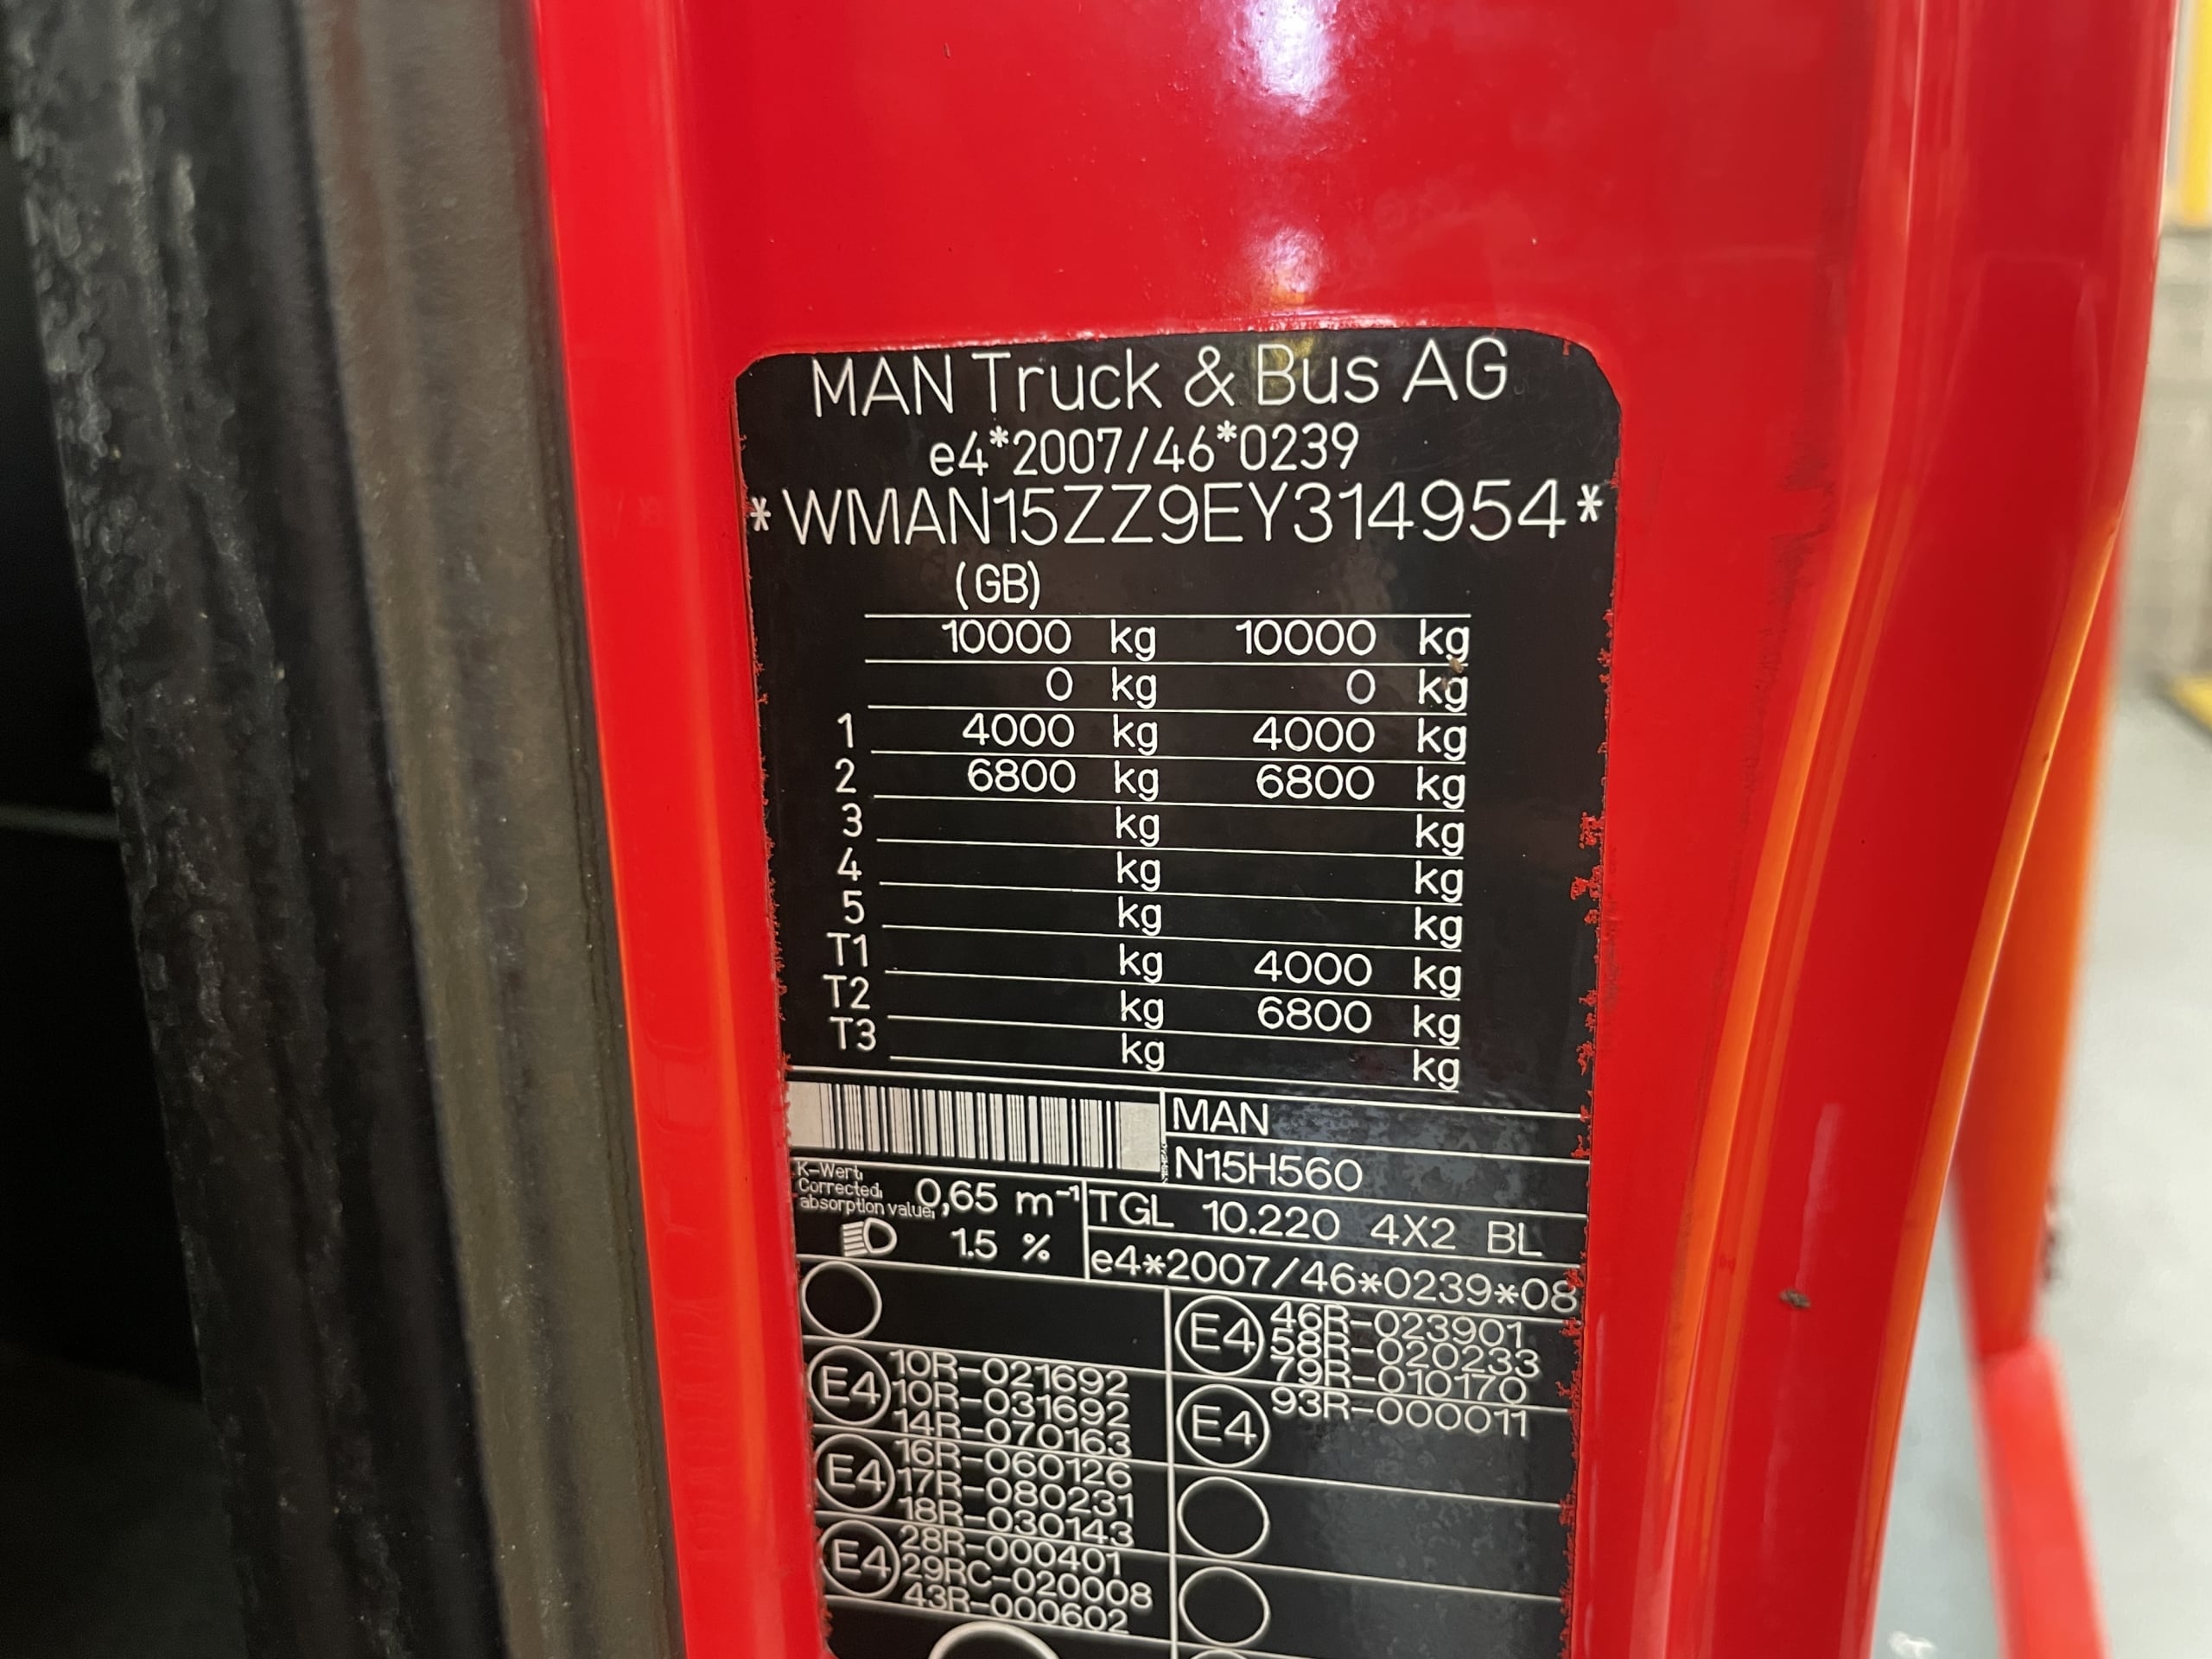 MAN Truck & Bus AG
e4*2007/46*0239
*WMAN15ZZ9EY314954*
(GB)
10000 kg 10000 kg
0 kg 0 kg
1 4000 kg 4000 kg
2 6800 kg 6800 kg
3 kg kg
4 kg kg
5 kg kg
T1 kg 4000 kg
T2 kg 6800 kg
T3 kg kg
MAN
N15H560
K-Wert,
Corrected,
absorption value, 0,65 m⁻¹
TGL 10.220 4X2 BL
1.5 %
e4*2007/46*0239*08
E4
10R-021692
10R-031692
14R-070163
E4
16R-060126
17R-080231
18R-030143
E4
28R-000401
29RC-020008
43R-000602
E4
46R-023901
58R-020233
79R-010170
E4
93R-000011